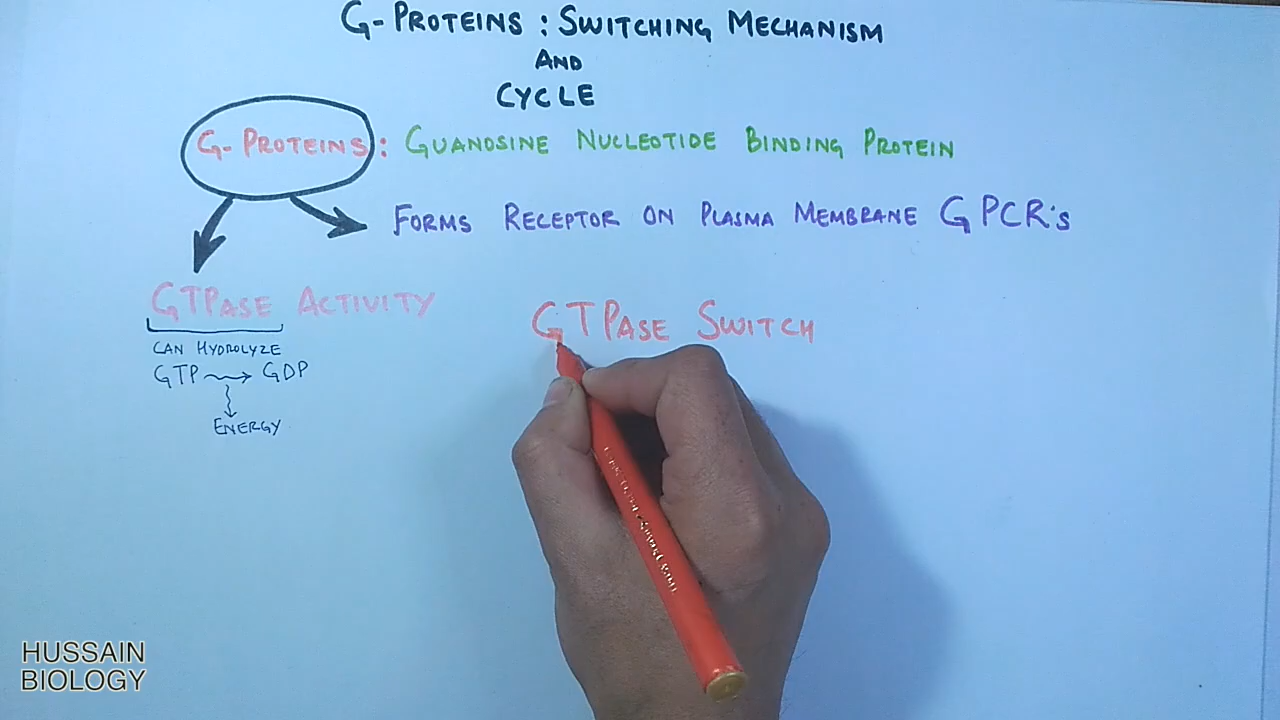 G-PROTEINS : SWITCHING MECHANISM
AND
CYCLE
G-PROTEINS : GUANOSINE NUCLEOTIDE BINDING PROTEIN
FORMS RECEPTOR ON PLASMA MEMBRANE GPCR's
GTPASE ACTIVITY
CAN HYDROLYZE
GTP → GDP
ENERGY
GTPASE SWITCH
HUSSAIN
BIOLOGY